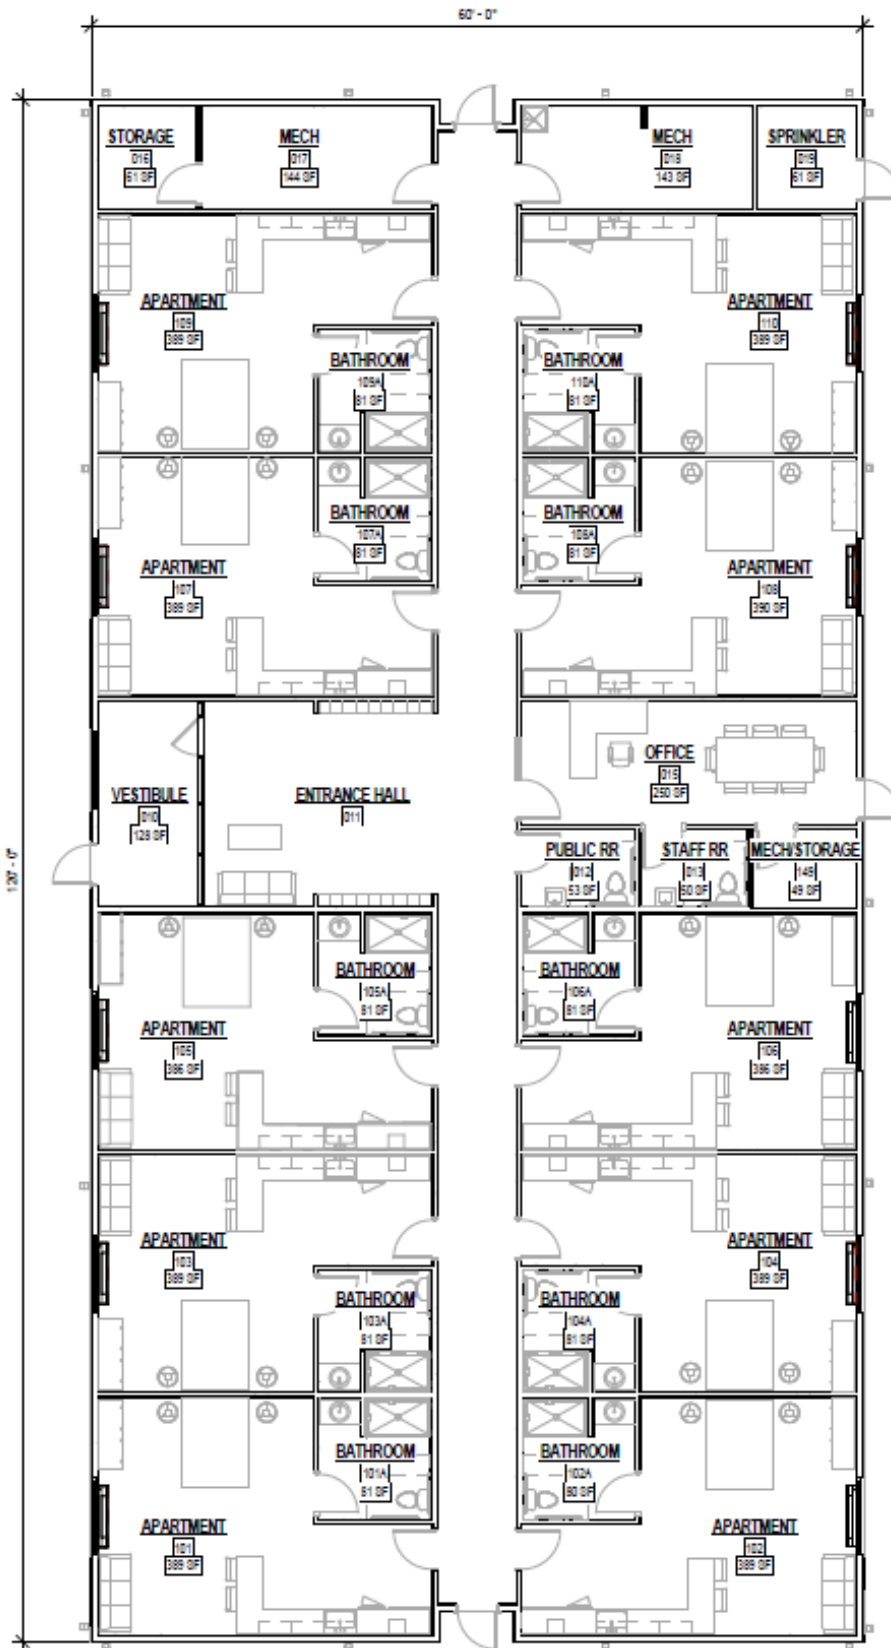 60' - 0"
120' - 0"
STORAGE
016
61 SF
MECH
017
144 SF
MECH
018
143 SF
SPRINKLER
019
61 SF
APARTMENT
109
389 SF
BATHROOM
109A
81 SF
BATHROOM
110A
81 SF
APARTMENT
110
389 SF
APARTMENT
107
389 SF
BATHROOM
107A
81 SF
BATHROOM
108A
81 SF
APARTMENT
108
390 SF
VESTIBULE
010
128 SF
ENTRANCE HALL
011
OFFICE
015
250 SF
PUBLIC RR
012
53 SF
STAFF RR
013
50 SF
MECH/STORAGE
149
49 SF
APARTMENT
105
386 SF
BATHROOM
105A
81 SF
BATHROOM
106A
81 SF
APARTMENT
106
386 SF
APARTMENT
103
389 SF
BATHROOM
103A
81 SF
BATHROOM
104A
81 SF
APARTMENT
104
389 SF
APARTMENT
101
389 SF
BATHROOM
101A
81 SF
BATHROOM
102A
80 SF
APARTMENT
102
389 SF